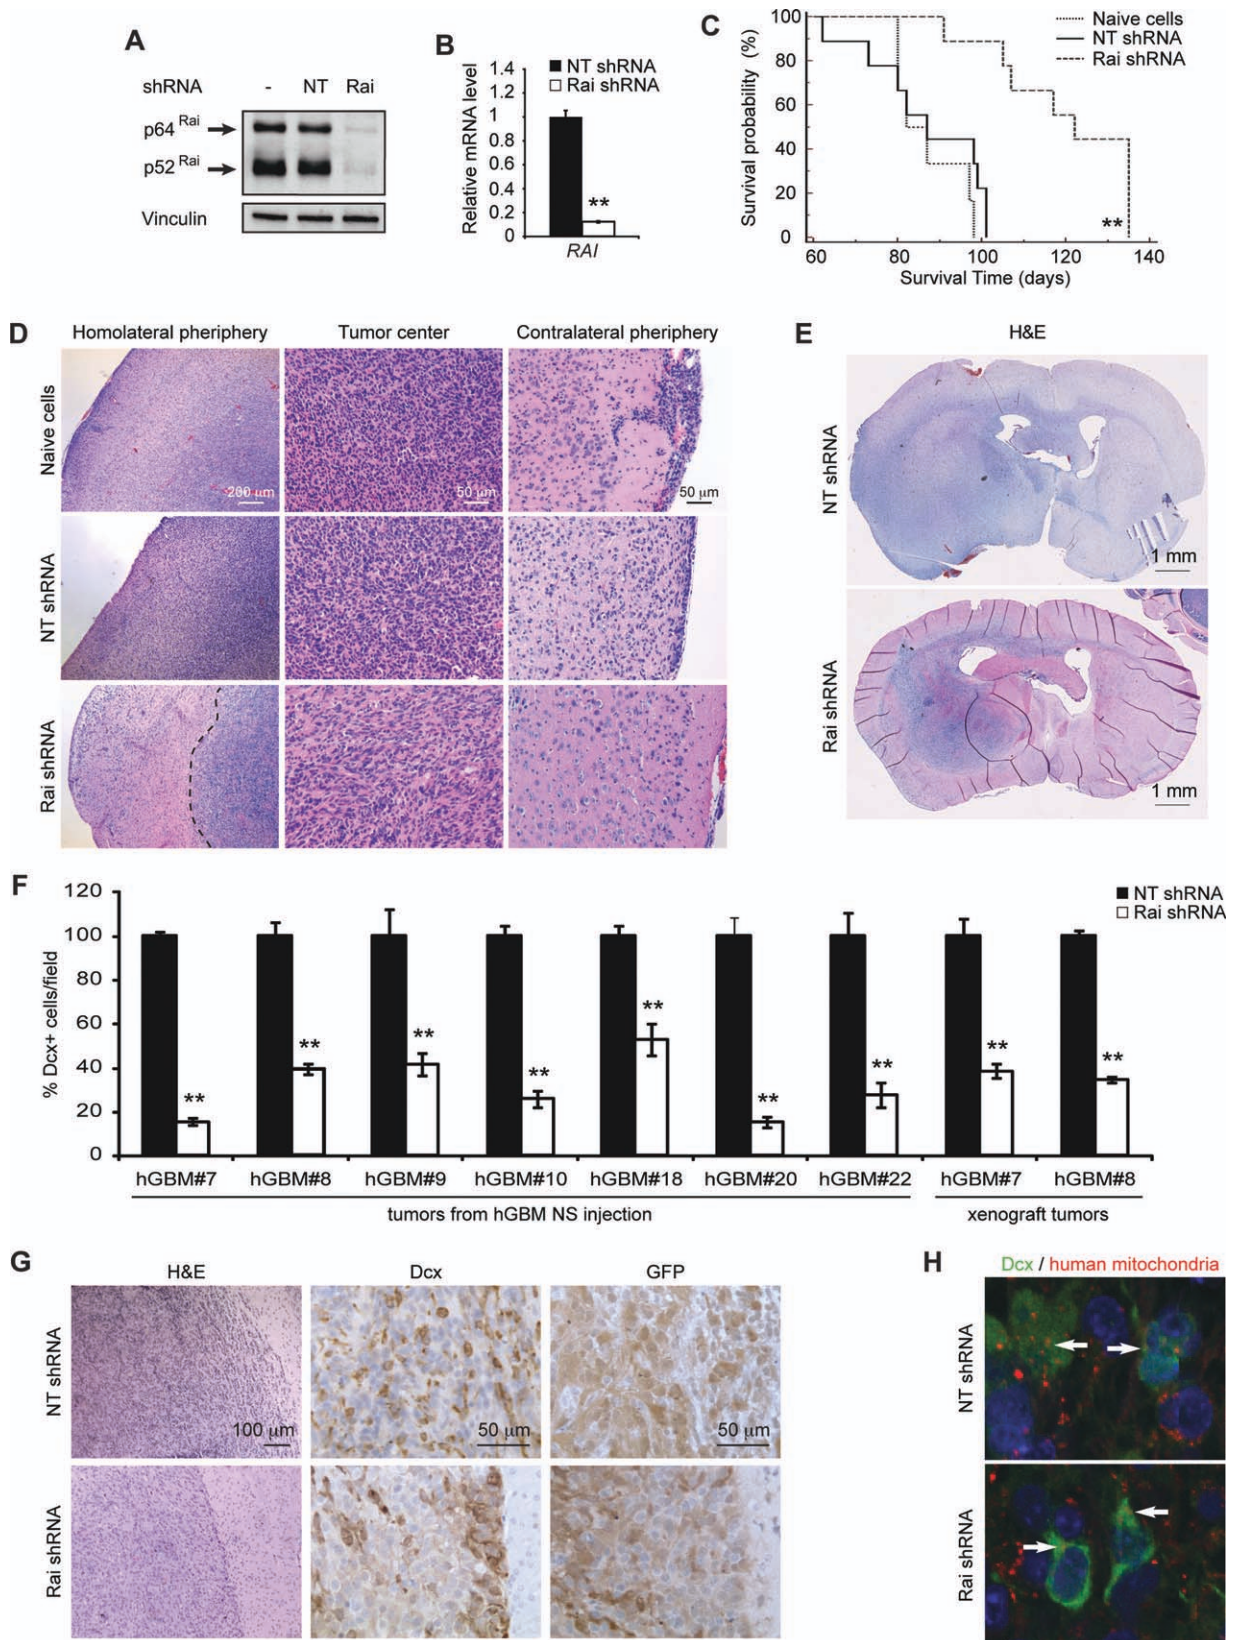 A
shRNA - NT Rai
p64 Rai
p52 Rai
Vinculin
B
Relative mRNA level
1.4
1.2
1
0.8
0.6
0.4
0.2
0
NT shRNA
Rai shRNA
**
RAI
C
Survival probability (%)
100
80
60
40
20
0
60 80 100 120 140
Survival Time (days)
Naive cells
NT shRNA
Rai shRNA
**
D
Homolateral pheriphery Tumor center Contralateral pheriphery
Naive cells
200 µm 50 µm 50 µm
NT shRNA
Rai shRNA
E
H&E
NT shRNA
1 mm
Rai shRNA
1 mm
F
% Dcx+ cells/field
120
100
80
60
40
20
0
NT shRNA
Rai shRNA
** ** ** ** ** ** ** ** **
hGBM#7 hGBM#8 hGBM#9 hGBM#10 hGBM#18 hGBM#20 hGBM#22 hGBM#7 hGBM#8
tumors from hGBM NS injection xenograft tumors
G
H&E Dcx GFP
NT shRNA
100 µm 50 µm 50 µm
Rai shRNA
H
Dcx / human mitochondria
NT shRNA
Rai shRNA